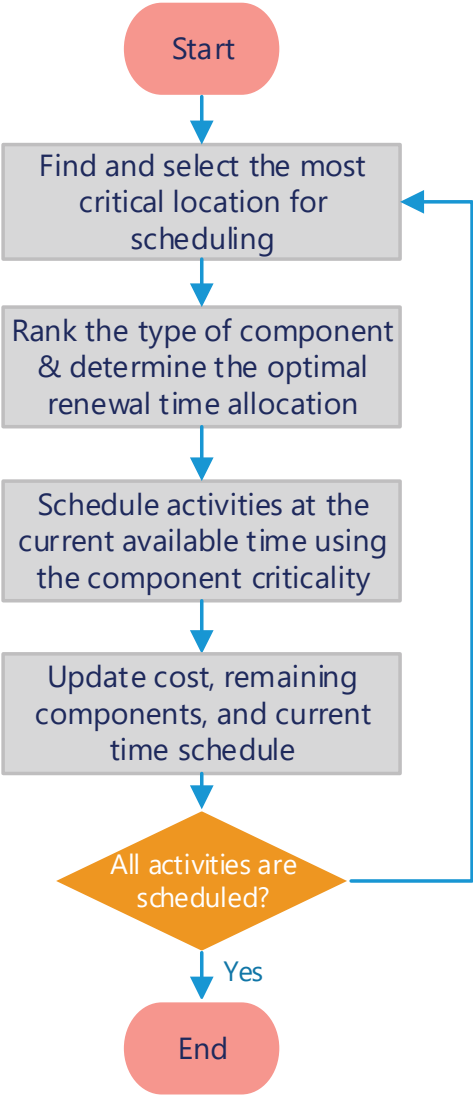 Start
Find and select the most
critical location for
scheduling
Rank the type of component
& determine the optimal
renewal time allocation
Schedule activities at the
current available time using
the component criticality
Update cost, remaining
components, and current
time schedule
All activities are
scheduled?
Yes
End